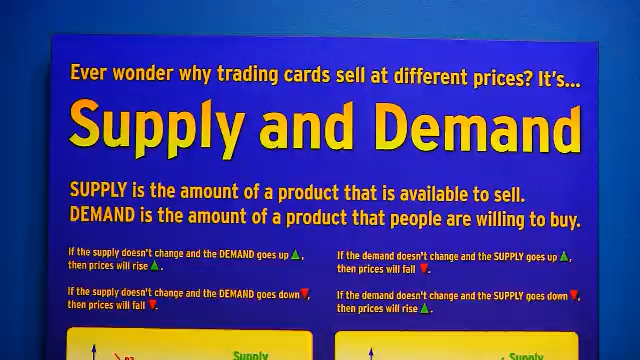 Ever wonder why trading cards sell at different prices? It's...
Supply and Demand
SUPPLY is the amount of a product that is available to sell.
DEMAND is the amount of a product that people are willing to buy.
If the supply doesn't change and the DEMAND goes up ▲,
then prices will rise ▲.
If the supply doesn't change and the DEMAND goes down▼,
then prices will fall ▼.
If the demand doesn't change and the SUPPLY goes up ▲,
then prices will fall ▼.
If the demand doesn't change and the SUPPLY goes down ▼,
then prices will rise ▲.
Supply
Supply